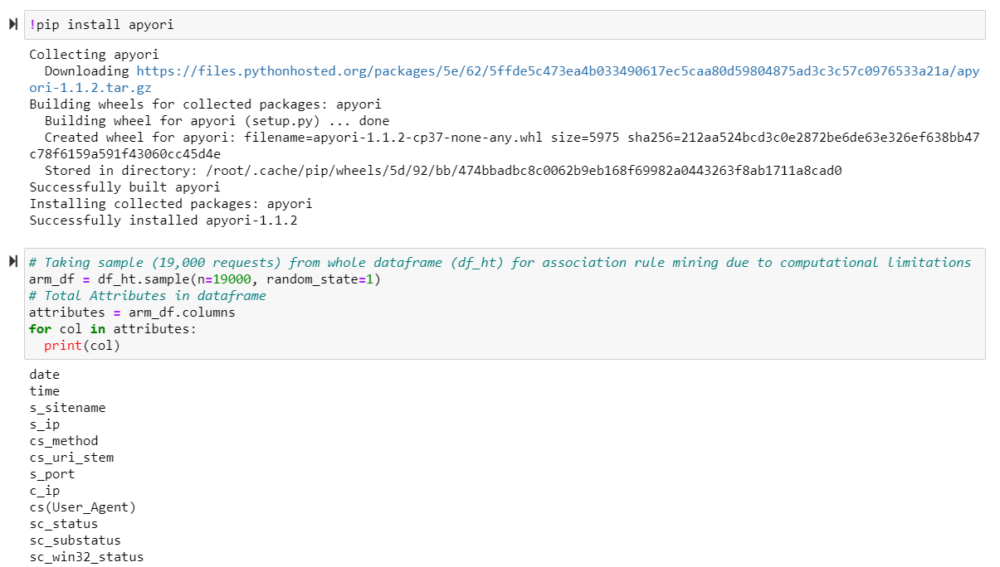 !pip install apyori
Collecting apyori
  Downloading https://files.pythonhosted.org/packages/5e/62/5ffde5c473ea4b033490617ec5caa80d59804875ad3c3c57c0976533a21a/apy
ori-1.1.2.tar.gz
Building wheels for collected packages: apyori
  Building wheel for apyori (setup.py) ... done
  Created wheel for apyori: filename=apyori-1.1.2-cp37-none-any.whl size=5975 sha256=212aa524bcd3c0e2872be6de63e326ef638bb47
c78f6159a591f43060cc45d4e
  Stored in directory: /root/.cache/pip/wheels/5d/92/bb/474bbadbc8c0062b9eb168f69982a0443263f8ab1711a8cad0
Successfully built apyori
Installing collected packages: apyori
Successfully installed apyori-1.1.2
# Taking sample (19,000 requests) from whole dataframe (df_ht) for association rule mining due to computational limitations
arm_df = df_ht.sample(n=19000, random_state=1)
# Total Attributes in dataframe
attributes = arm_df.columns
for col in attributes:
  print(col)
date
time
s_sitename
s_ip
cs_method
cs_uri_stem
s_port
c_ip
cs(User_Agent)
sc_status
sc_substatus
sc_win32_status